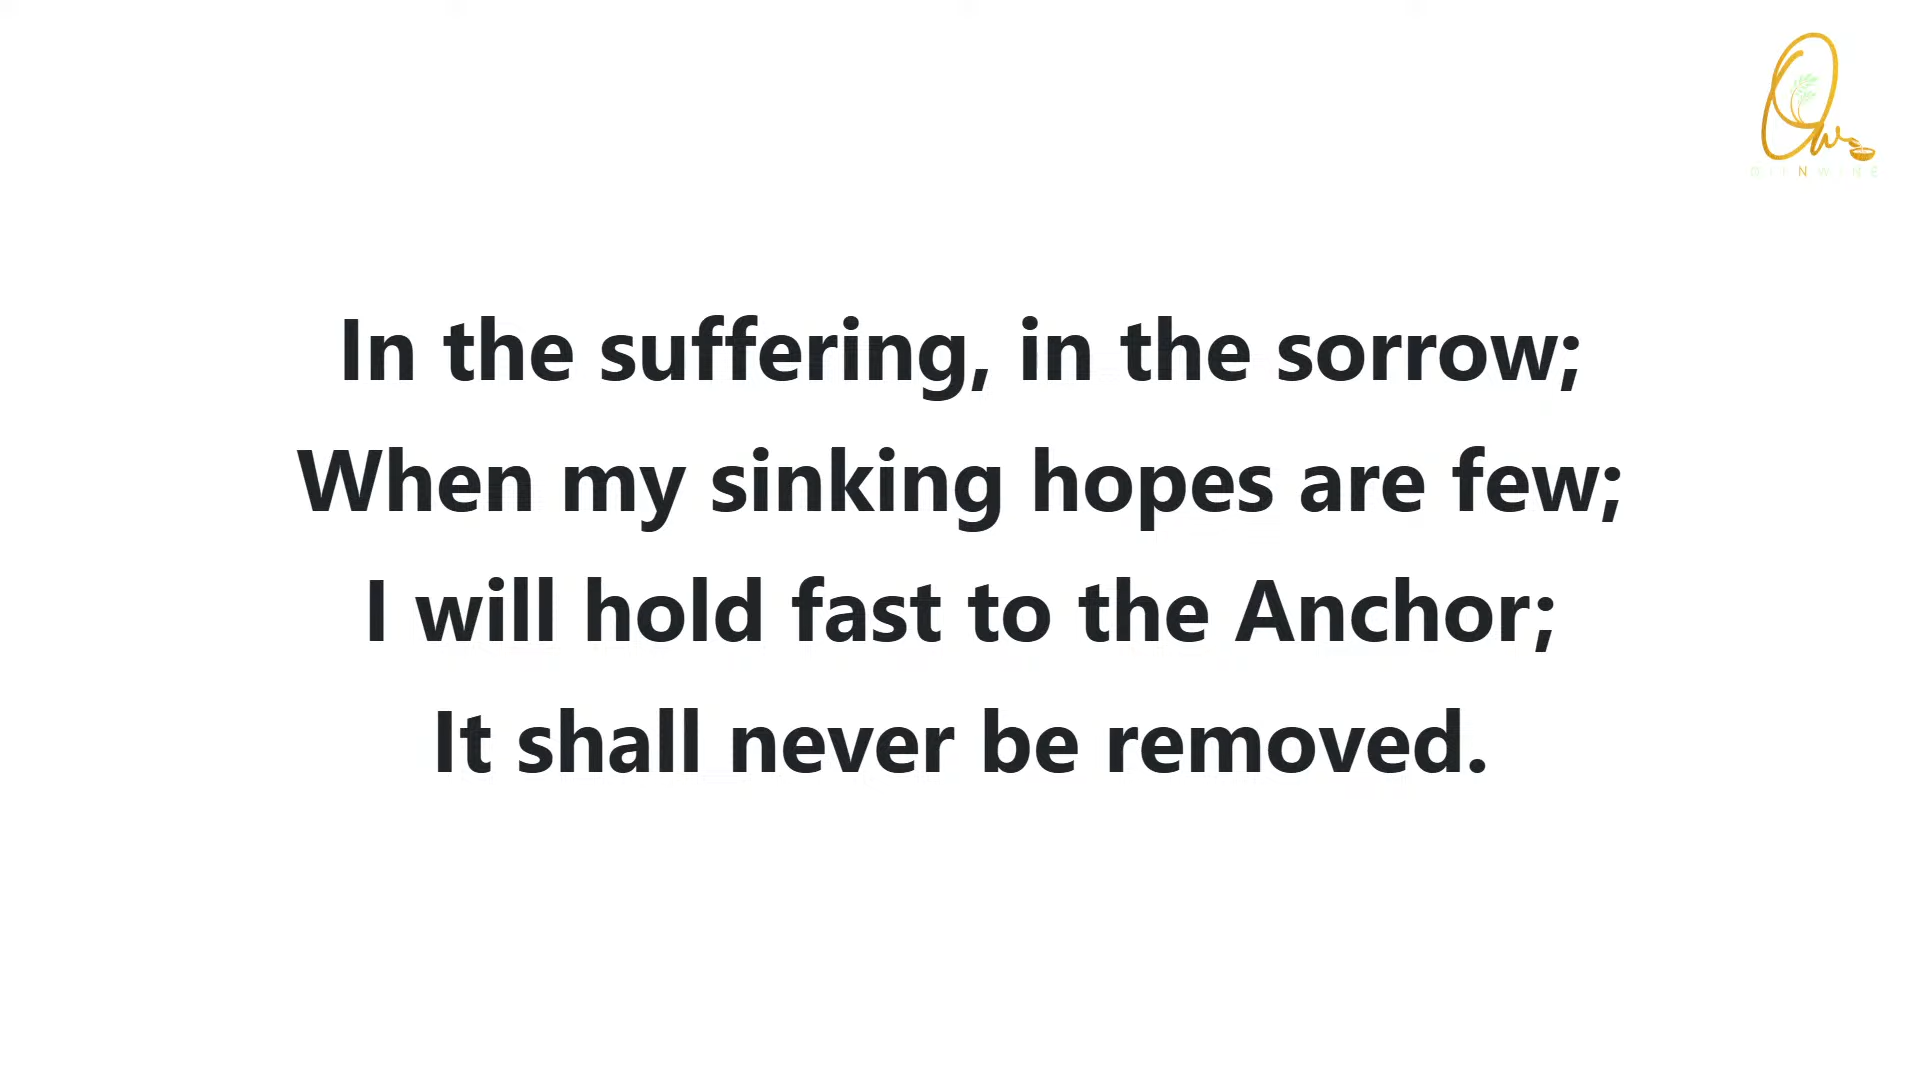 In the suffering, in the sorrow;
When my sinking hopes are few;
I will hold fast to the Anchor;
It shall never be removed.